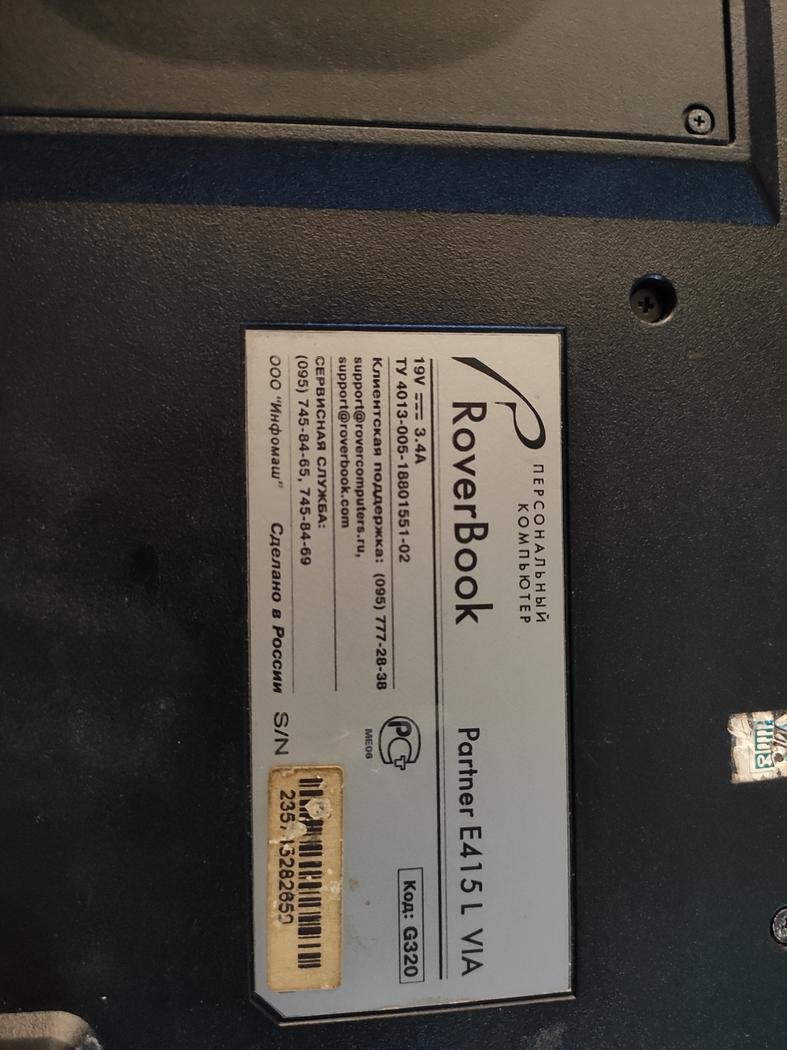 ПЕРСОНАЛЬНЫЙ
КОМПЬЮТЕР
RoverBook Partner E415 L VIA
19V 3.4A
ТУ 4013-005-18801551-02
Код: G320
Клиентская поддержка: (095) 777-28-38
support@rovercomputers.ru,
support@roverbook.com
РСТ
ME06
СЕРВИСНАЯ СЛУЖБА:
(095) 745-84-65, 745-84-69
ООО "Инфомаш" Сделано в России S/N